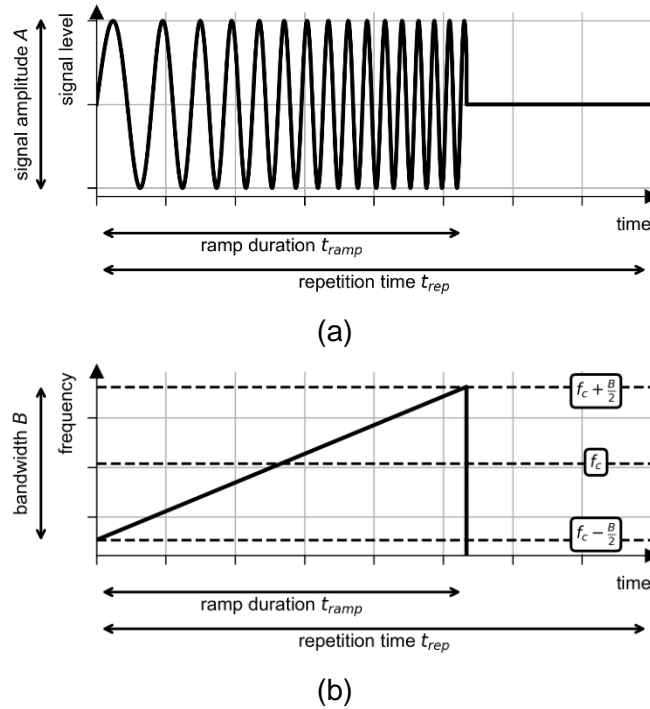 signal amplitude A
signal level
time
ramp duration t_ramp
repetition time t_rep
(a)
bandwidth B
frequency
f_c + B/2
f_c
f_c − B/2
time
ramp duration t_ramp
repetition time t_rep
(b)